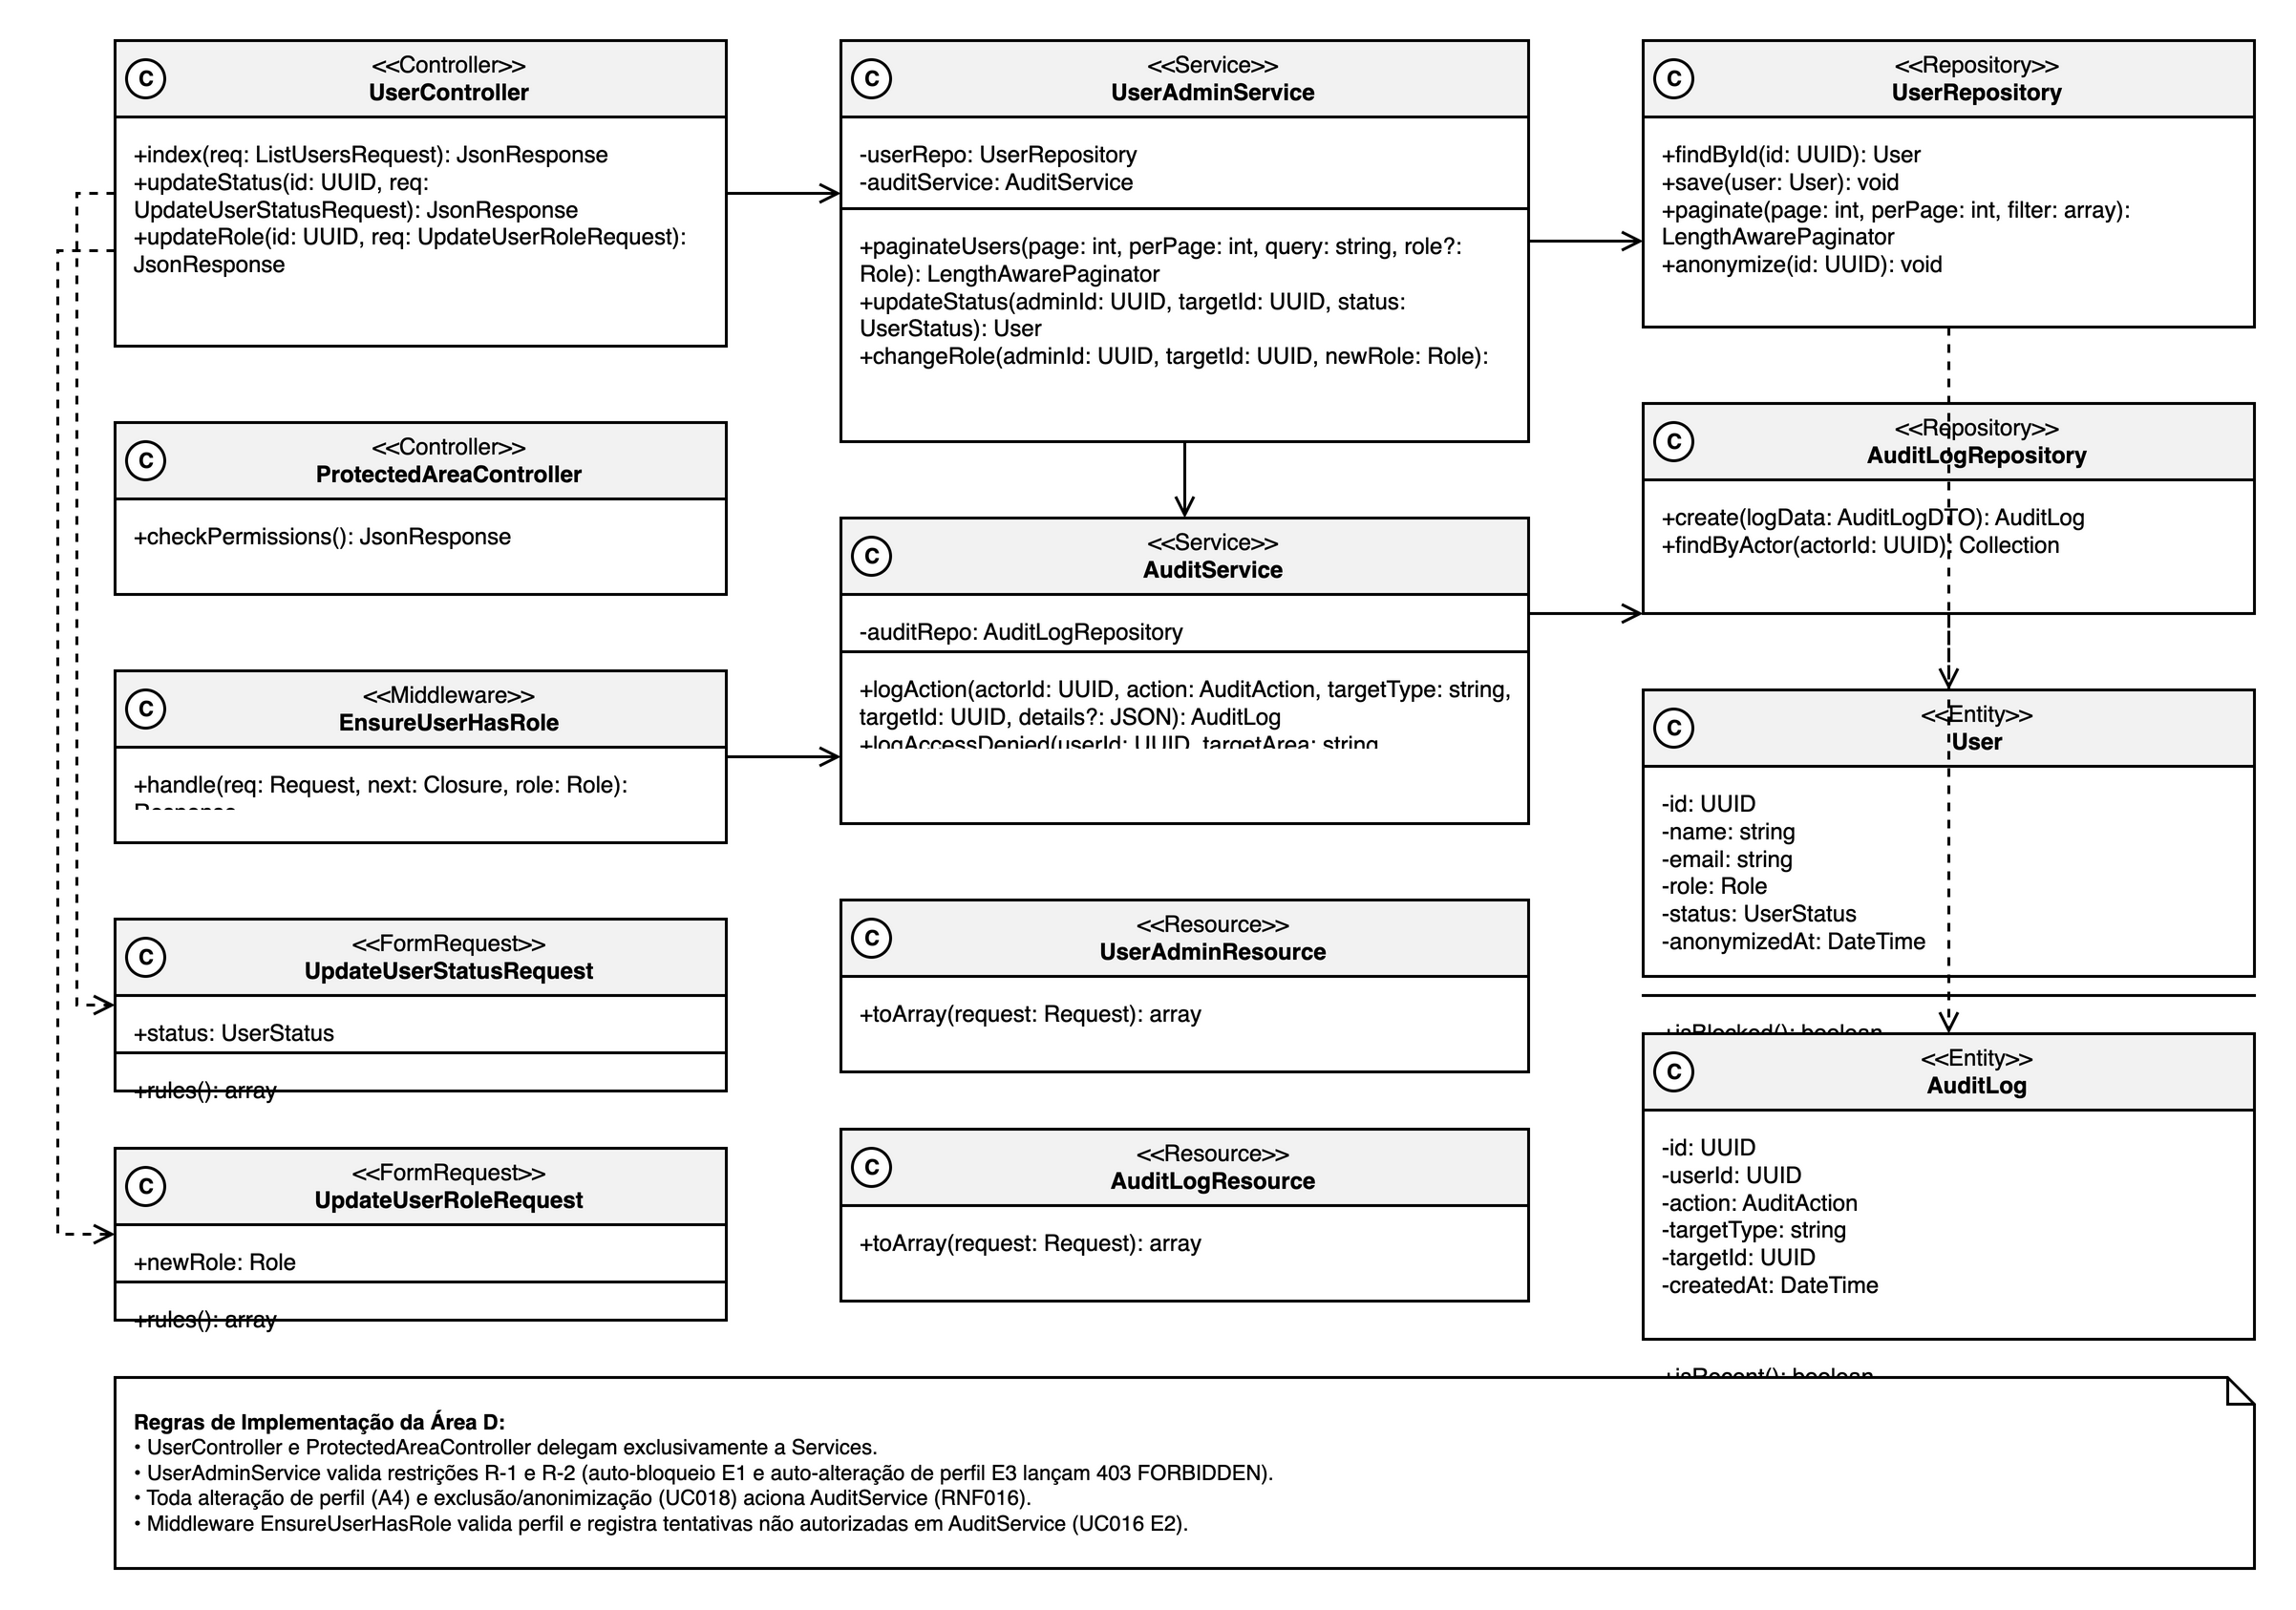 C
<<Controller>>
UserController
+index(req: ListUsersRequest): JsonResponse
+updateStatus(id: UUID, req:
UpdateUserStatusRequest): JsonResponse
+updateRole(id: UUID, req: UpdateUserRoleRequest):
JsonResponse
C
<<Controller>>
ProtectedAreaController
+checkPermissions(): JsonResponse
C
<<Middleware>>
EnsureUserHasRole
+handle(req: Request, next: Closure, role: Role):
Response
C
<<FormRequest>>
UpdateUserStatusRequest
+status: UserStatus
+rules(): array
C
<<FormRequest>>
UpdateUserRoleRequest
+newRole: Role
+rules(): array
C
<<Service>>
UserAdminService
-userRepo: UserRepository
-auditService: AuditService
+paginateUsers(page: int, perPage: int, query: string, role?:
Role): LengthAwarePaginator
+updateStatus(adminId: UUID, targetId: UUID, status:
UserStatus): User
+changeRole(adminId: UUID, targetId: UUID, newRole: Role):
C
<<Service>>
AuditService
-auditRepo: AuditLogRepository
+logAction(actorId: UUID, action: AuditAction, targetType: string,
targetId: UUID, details?: JSON): AuditLog
+logAccessDenied(userId: UUID, targetArea: string
C
<<Resource>>
UserAdminResource
+toArray(request: Request): array
C
<<Resource>>
AuditLogResource
+toArray(request: Request): array
C
<<Repository>>
UserRepository
+findById(id: UUID): User
+save(user: User): void
+paginate(page: int, perPage: int, filter: array):
LengthAwarePaginator
+anonymize(id: UUID): void
C
<<Repository>>
AuditLogRepository
+create(logData: AuditLogDTO): AuditLog
+findByActor(actorId: UUID): Collection
C
<<Entity>>
User
-id: UUID
-name: string
-email: string
-role: Role
-status: UserStatus
-anonymizedAt: DateTime
+isBlocked(): boolean
C
<<Entity>>
AuditLog
-id: UUID
-userId: UUID
-action: AuditAction
-targetType: string
-targetId: UUID
-createdAt: DateTime
+isRecent(): boolean
Regras de Implementação da Área D:
• UserController e ProtectedAreaController delegam exclusivamente a Services.
• UserAdminService valida restrições R-1 e R-2 (auto-bloqueio E1 e auto-alteração de perfil E3 lançam 403 FORBIDDEN).
• Toda alteração de perfil (A4) e exclusão/anonimização (UC018) aciona AuditService (RNF016).
• Middleware EnsureUserHasRole valida perfil e registra tentativas não autorizadas em AuditService (UC016 E2).